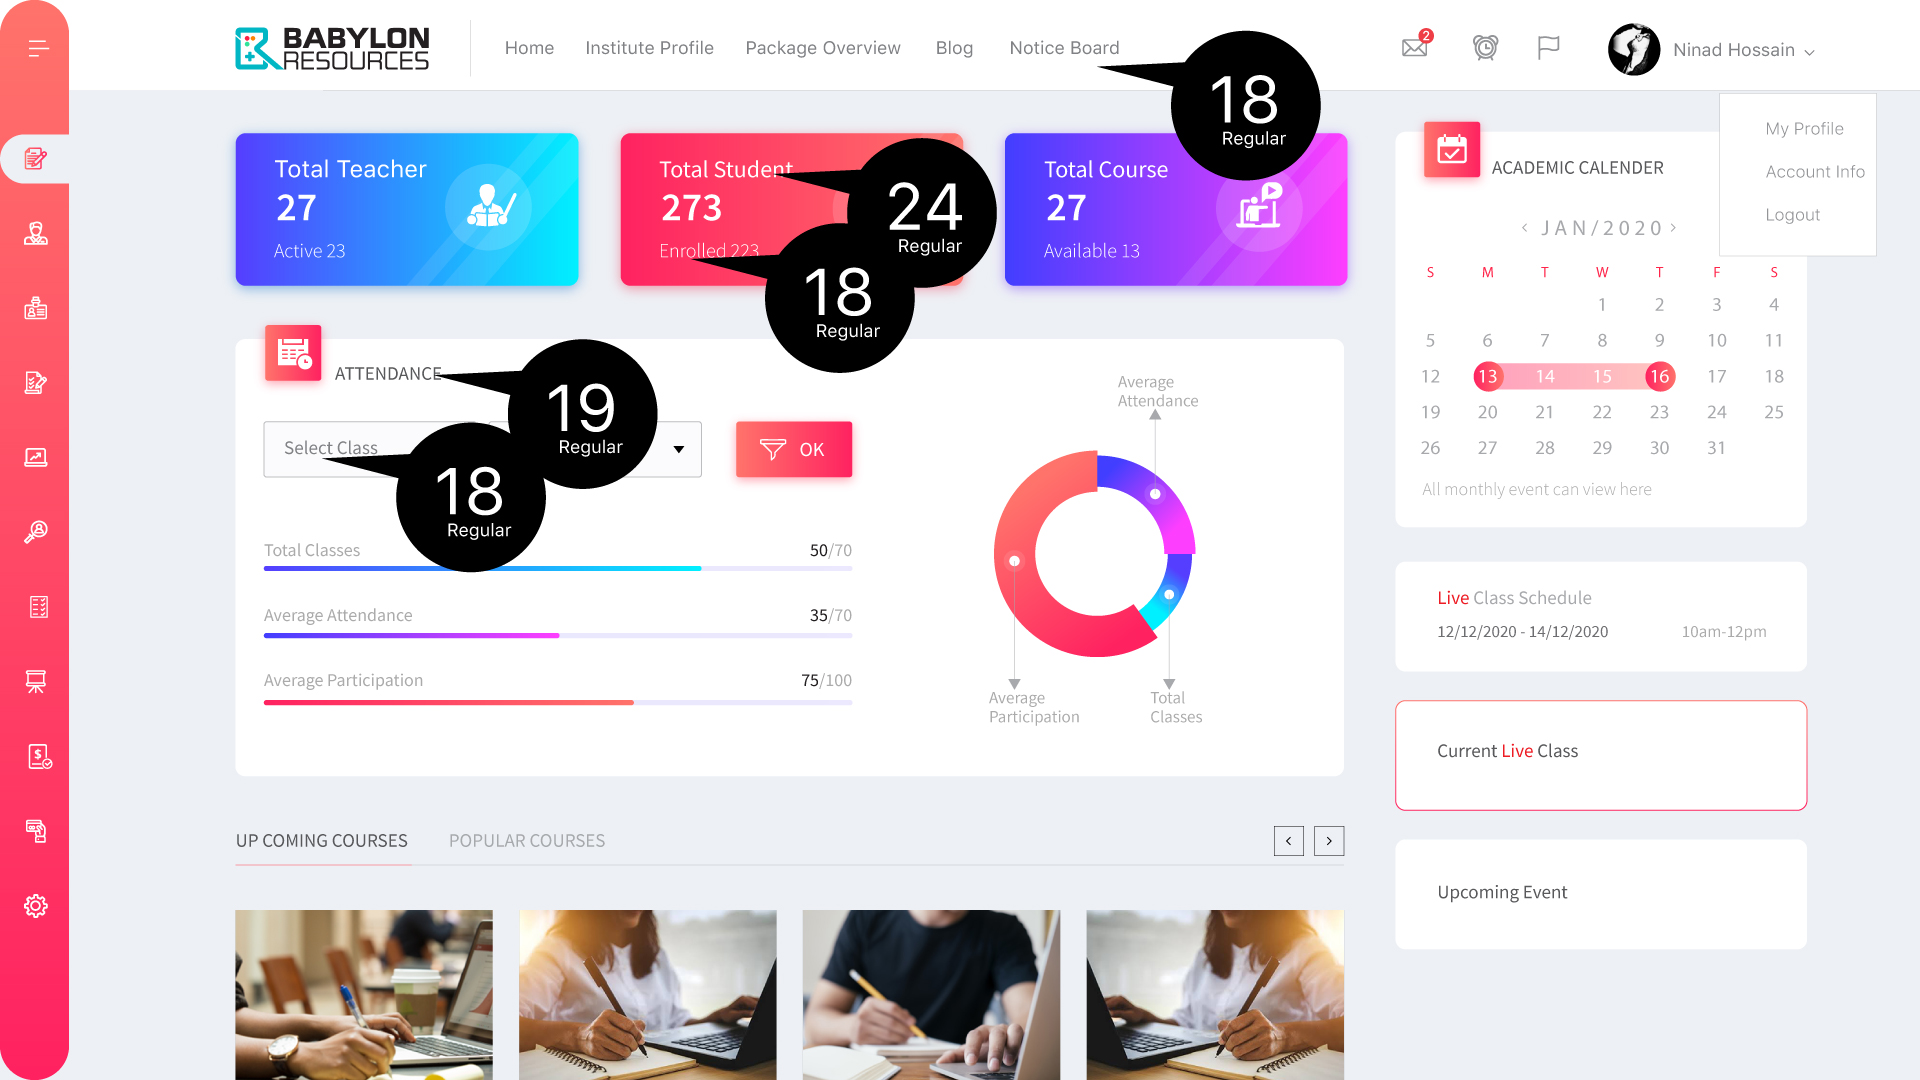 BABYLON
RESOURCES
Home
Institute Profile
Package Overview
Blog
Notice Board
2
Ninad Hossain
My Profile
Account Info
Logout
18
Regular
Total Teacher
27
Active 23
Total Student
273
Enrolled 223
24
Regular
18
Regular
Total Course
27
Available 13
ATTENDANCE
19
Regular
Select Class
18
Regular
OK
Total Classes
50/70
Average Attendance
35/70
Average Participation
75/100
Average
Attendance
Average
Participation
Total
Classes
ACADEMIC CALENDER
< JAN/2020 >
S M T W T F S
1 2 3 4
5 6 7 8 9 10 11
12 13 14 15 16 17 18
19 20 21 22 23 24 25
26 27 28 29 30 31
All monthly event can view here
Live Class Schedule
12/12/2020 - 14/12/2020
10am-12pm
Current Live Class
Upcoming Event
UP COMING COURSES
POPULAR COURSES
< >